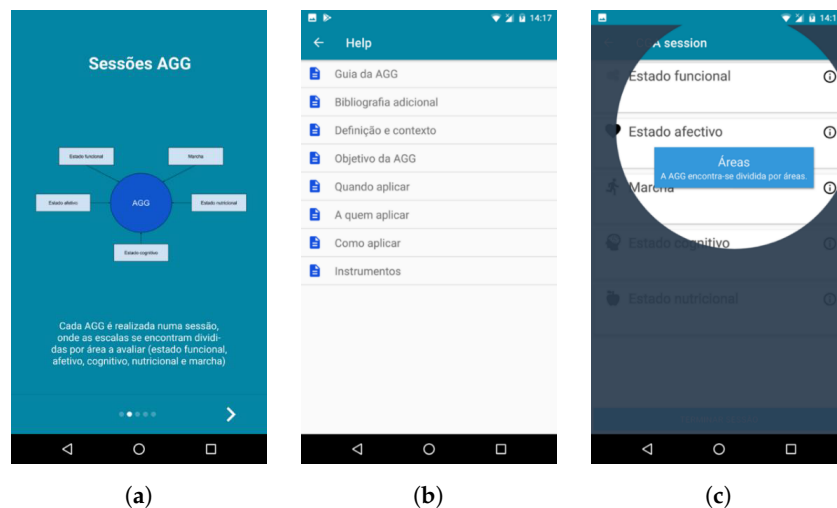 Sessões AGG
Estado funcional
Marcha
Estado afetivo
AGG
Estado nutricional
Estado cognitivo
Cada AGG é realizada numa sessão,
onde as escalas se encontram dividi-
das por área a avaliar (estado funcional,
afetivo, cognitivo, nutricional e marcha)
(a)
14:17
Help
Guia da AGG
Bibliografia adicional
Definição e contexto
Objetivo da AGG
Quando aplicar
A quem aplicar
Como aplicar
Instrumentos
(b)
14:1
A session
Estado funcional
Estado afectivo
Áreas
A AGG encontra-se dividida por áreas.
Marcha
Estado cognitivo
Estado nutricional
(c)